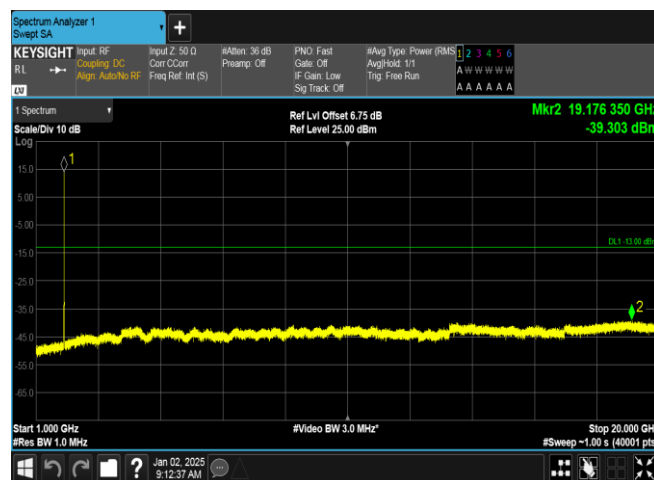 Spectrum Analyzer 1
Swept SA
+
KEYSIGHT Input: RF
R L
Coupling: DC
Align: Auto/No RF
LXI
Input Z: 50 Ω
Corr CCorr
Freq Ref: Int (S)
#Atten: 36 dB
Preamp: Off
PNO: Fast
Gate: Off
IF Gain: Low
Sig Track: Off
#Avg Type: Power (RMS
Avg|Hold: 1/1
Trig: Free Run
1 2 3 4 5 6
A W W W W W
A A A A A A
1 Spectrum
Scale/Div 10 dB
Ref Lvl Offset 6.75 dB
Ref Level 25.00 dBm
Mkr2 19.176 350 GHz
-39.303 dBm
Log
15.0
5.00
-5.00
-15.0
-25.0
-35.0
-45.0
-55.0
-65.0
1
DL1 -13.00 dBm
2
Start 1.000 GHz
#Res BW 1.0 MHz
#Video BW 3.0 MHz*
Stop 20.000 GHz
#Sweep ~1.00 s (40001 pts
?
Jan 02, 2025
9:12:37 AM